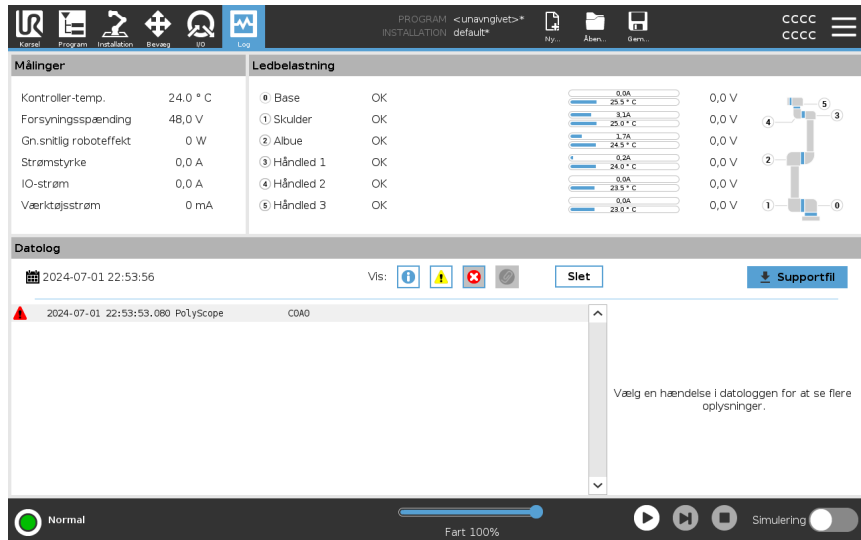 PROGRAM <unavngivet>*
INSTALLATION default*
CCCC
CCCC
Kørsel Program Installation Bevæg I/O Log Ny... Åben... Gem...
Målinger
Ledbelastning
Kontroller-temp. 24.0 ° C
Forsyningsspænding 48,0 V
Gn.snitlig roboteffekt 0 W
Strømstyrke 0,0 A
IO-strøm 0,0 A
Værktøjsstrøm 0 mA
0 Base OK 0,0A 25.5 ° C 0,0 V
1 Skulder OK 3,1A 25.0 ° C 0,0 V
2 Albue OK 1,7A 24.5 ° C 0,0 V
3 Håndled 1 OK 0,2A 24.0 ° C 0,0 V
4 Håndled 2 OK 0,0A 23.5 ° C 0,0 V
5 Håndled 3 OK 0,0A 23.0 ° C 0,0 V
5
4 3
2
1 0
Datolog
2024-07-01 22:53:56 Vis: Slet Supportfil
2024-07-01 22:53:53.080 PolyScope C0A0
Vælg en hændelse i datologgen for at se flere
oplysninger.
Normal
Fart 100%
Simulering